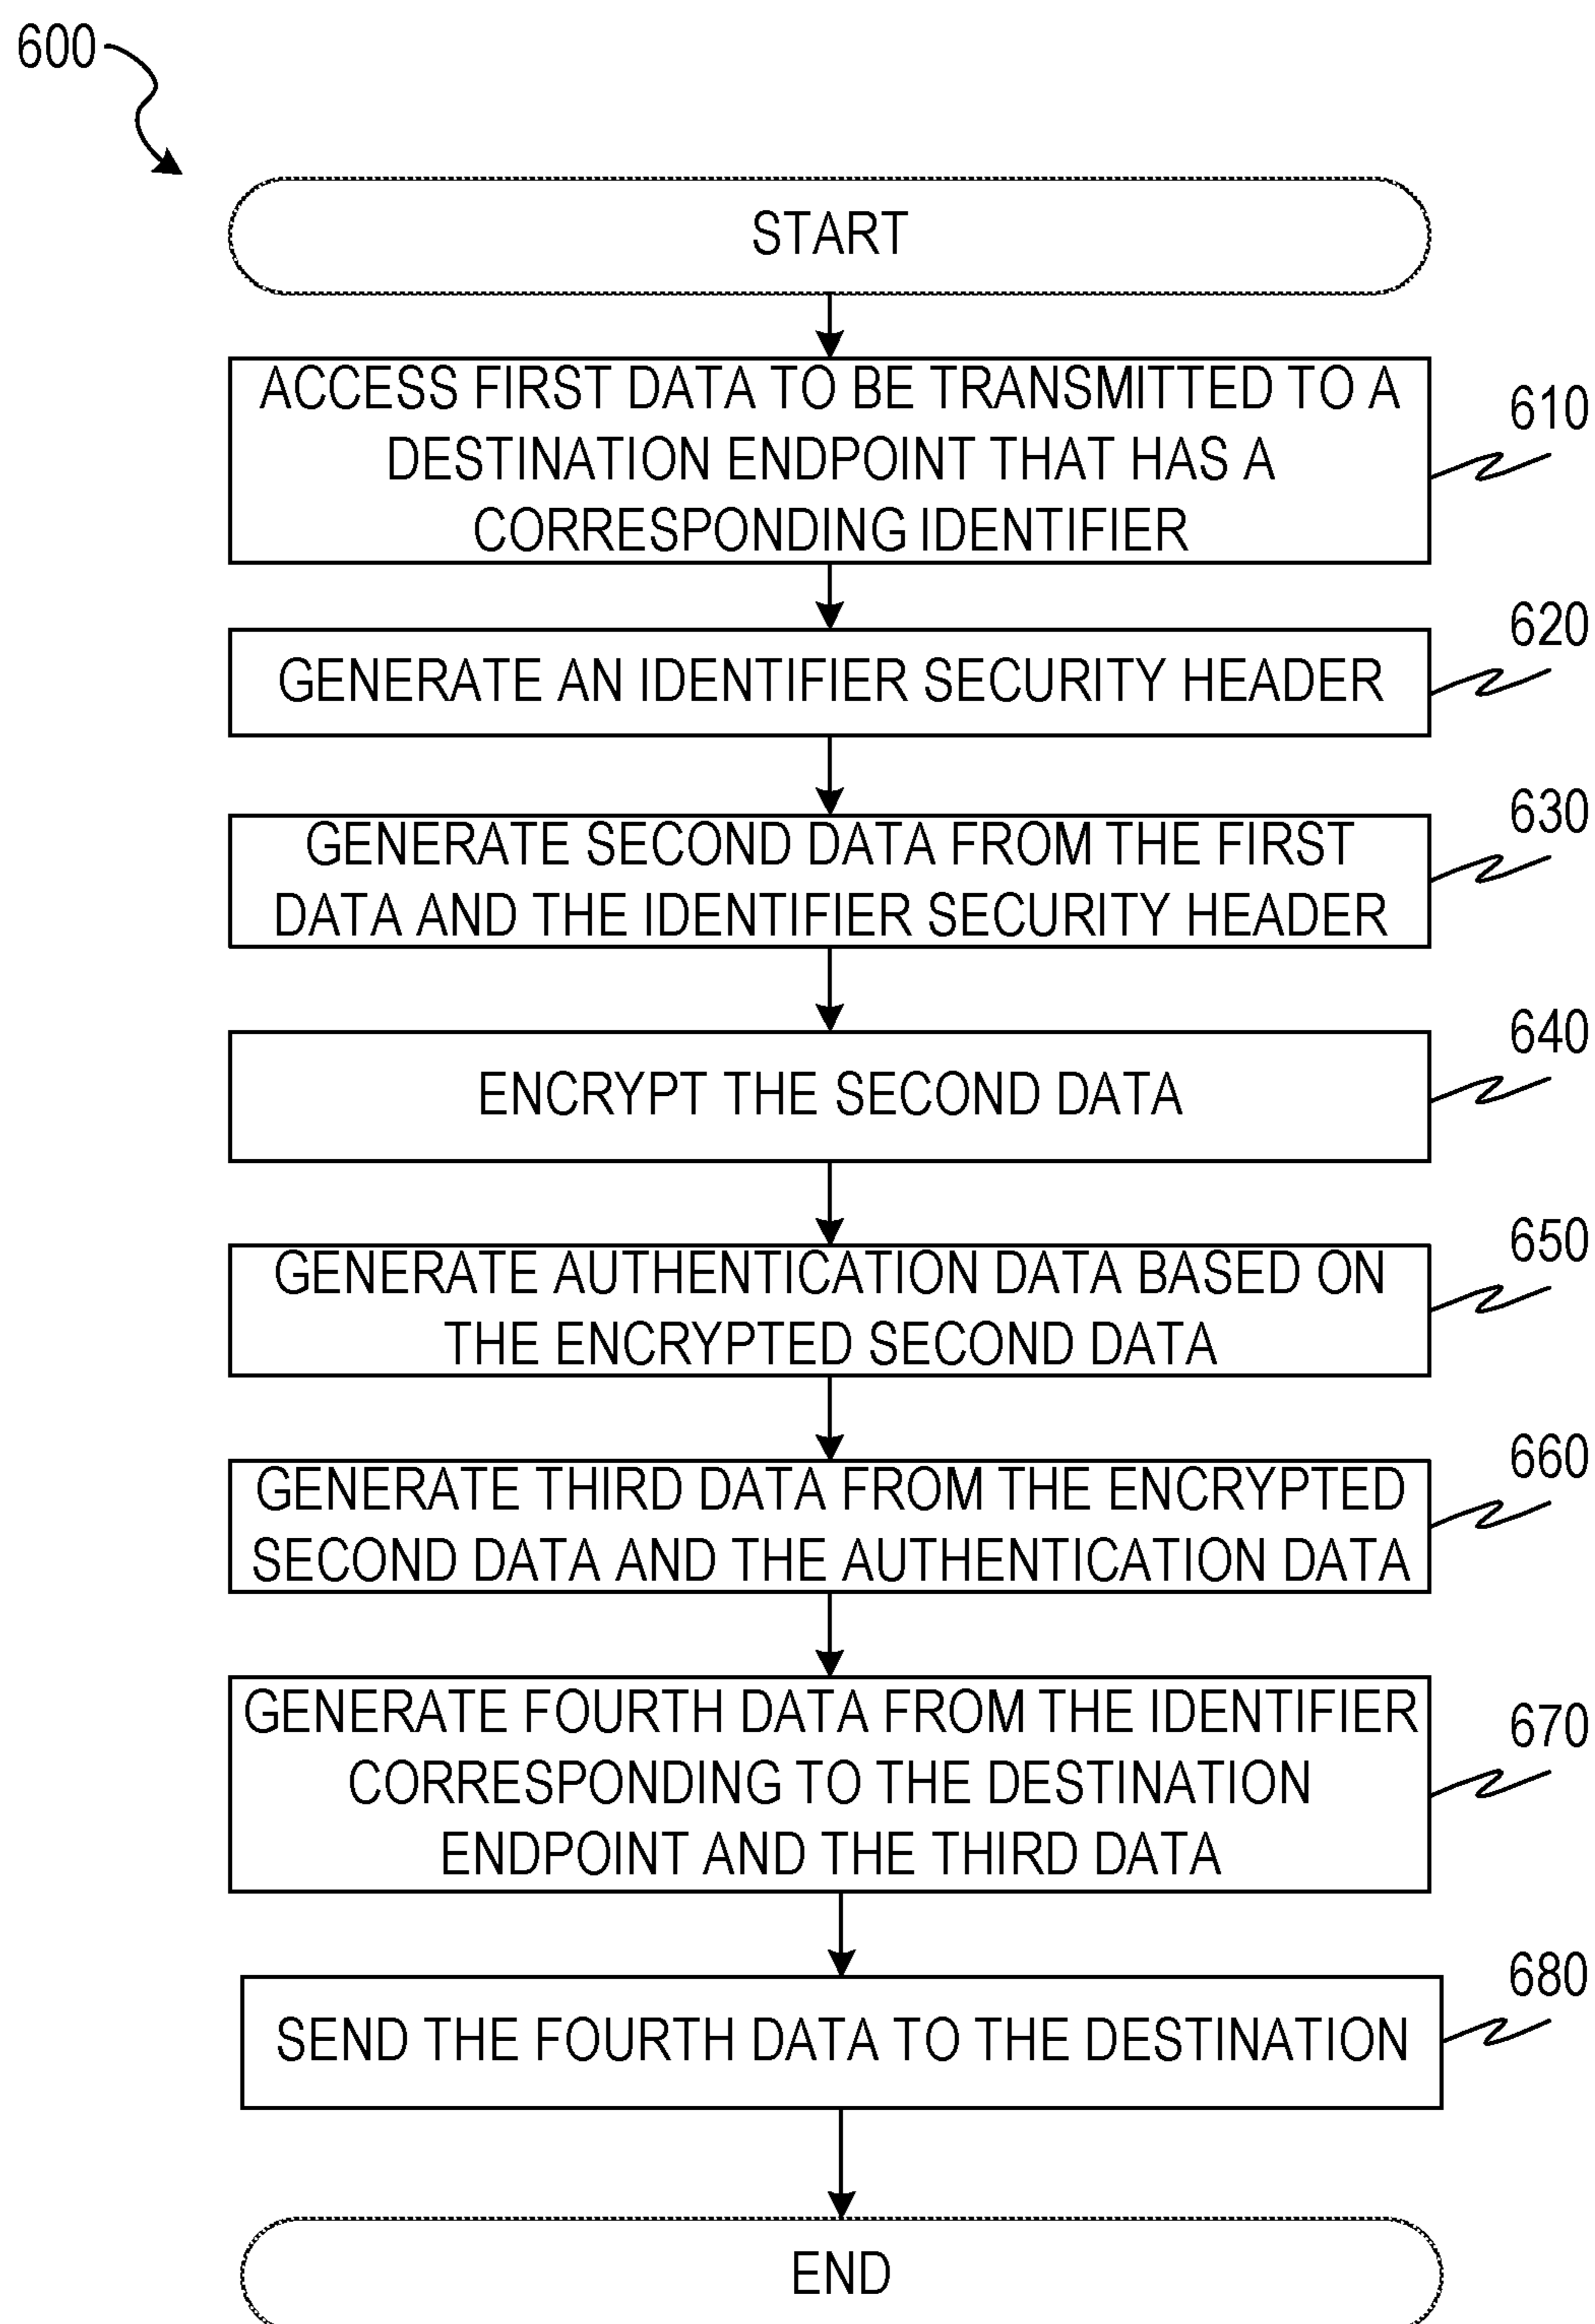 600
START
ACCESS FIRST DATA TO BE TRANSMITTED TO A
DESTINATION ENDPOINT THAT HAS A
CORRESPONDING IDENTIFIER
610
GENERATE AN IDENTIFIER SECURITY HEADER
620
GENERATE SECOND DATA FROM THE FIRST
DATA AND THE IDENTIFIER SECURITY HEADER
630
ENCRYPT THE SECOND DATA
640
GENERATE AUTHENTICATION DATA BASED ON
THE ENCRYPTED SECOND DATA
650
GENERATE THIRD DATA FROM THE ENCRYPTED
SECOND DATA AND THE AUTHENTICATION DATA
660
GENERATE FOURTH DATA FROM THE IDENTIFIER
CORRESPONDING TO THE DESTINATION
ENDPOINT AND THE THIRD DATA
670
SEND THE FOURTH DATA TO THE DESTINATION
680
END